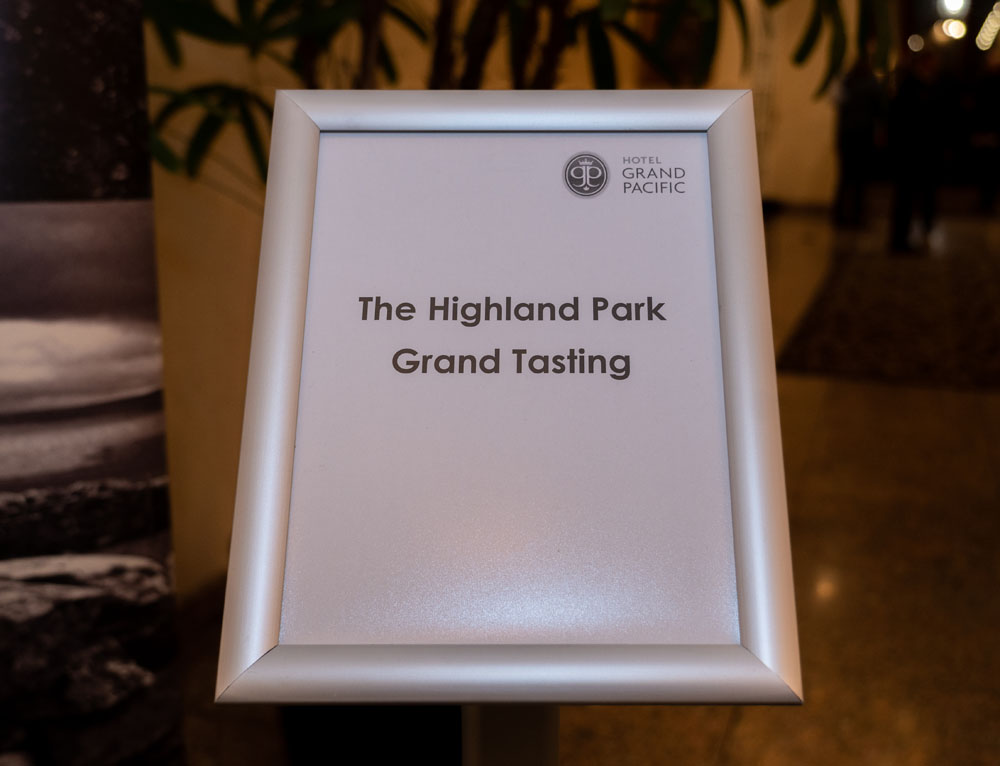 HOTEL
GRAND
PACIFIC
The Highland Park
Grand Tasting